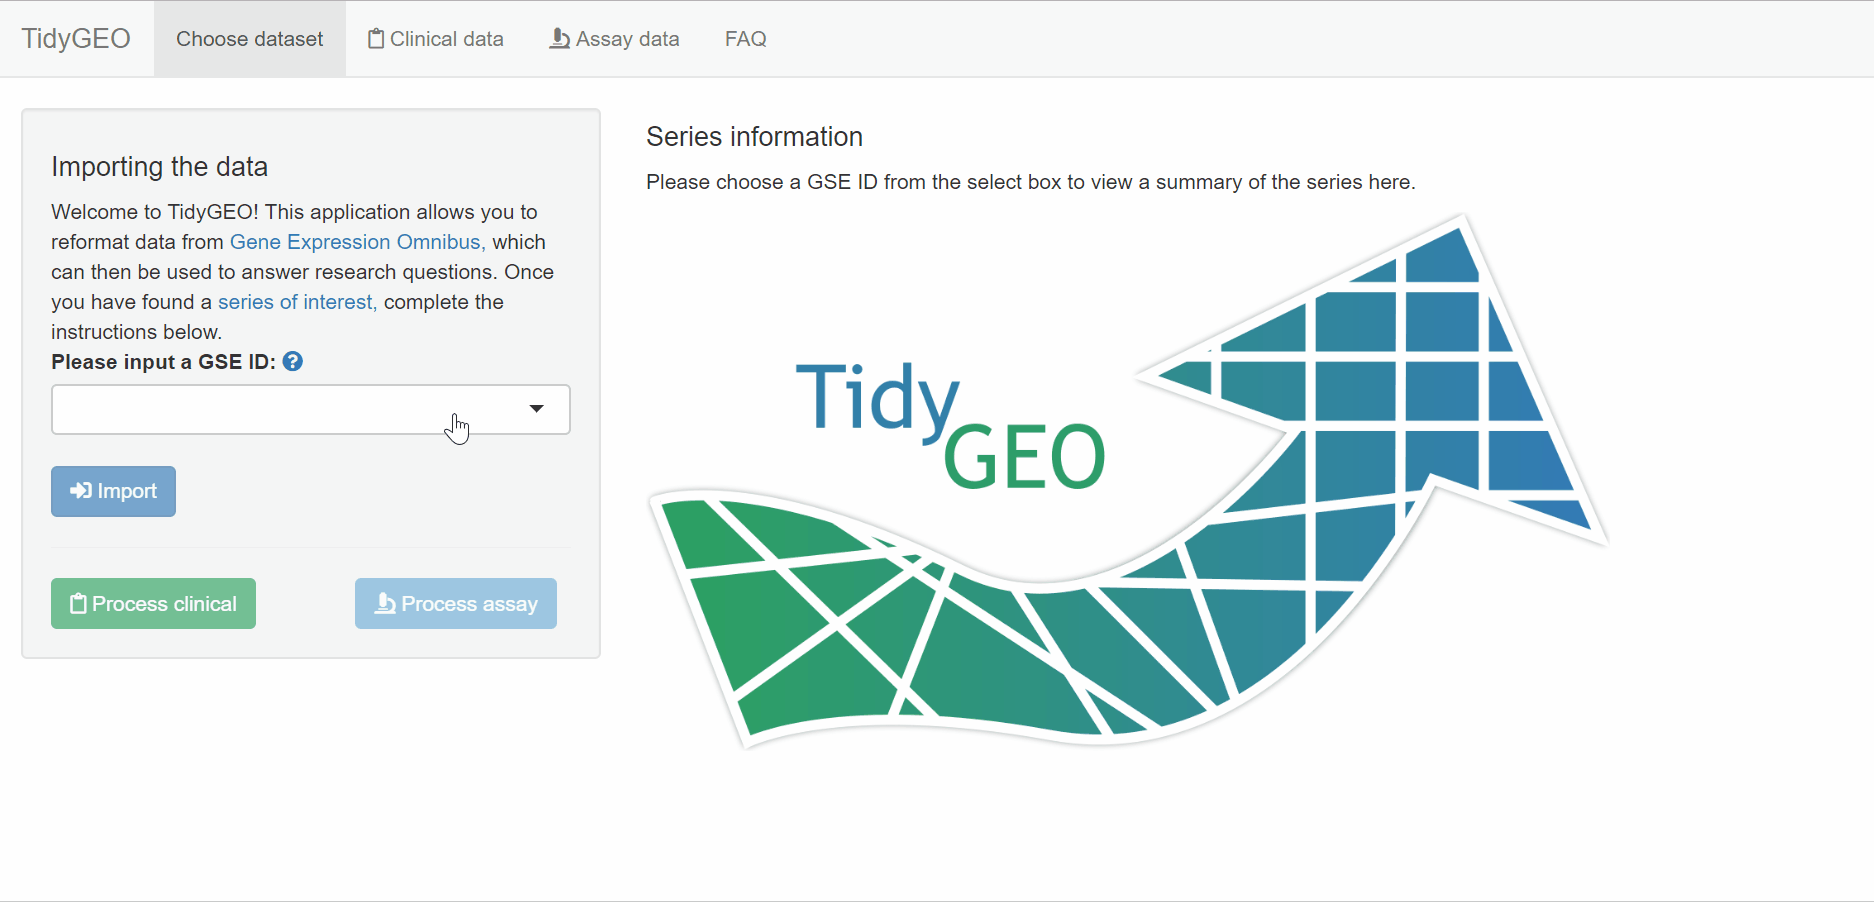 TidyGEO
Choose dataset
Clinical data
Assay data
FAQ
Importing the data
Welcome to TidyGEO! This application allows you to
reformat data from Gene Expression Omnibus, which
can then be used to answer research questions. Once
you have found a series of interest, complete the
instructions below.
Please input a GSE ID: ?
Import
Process clinical
Process assay
Series information
Please choose a GSE ID from the select box to view a summary of the series here.
Tidy
GEO